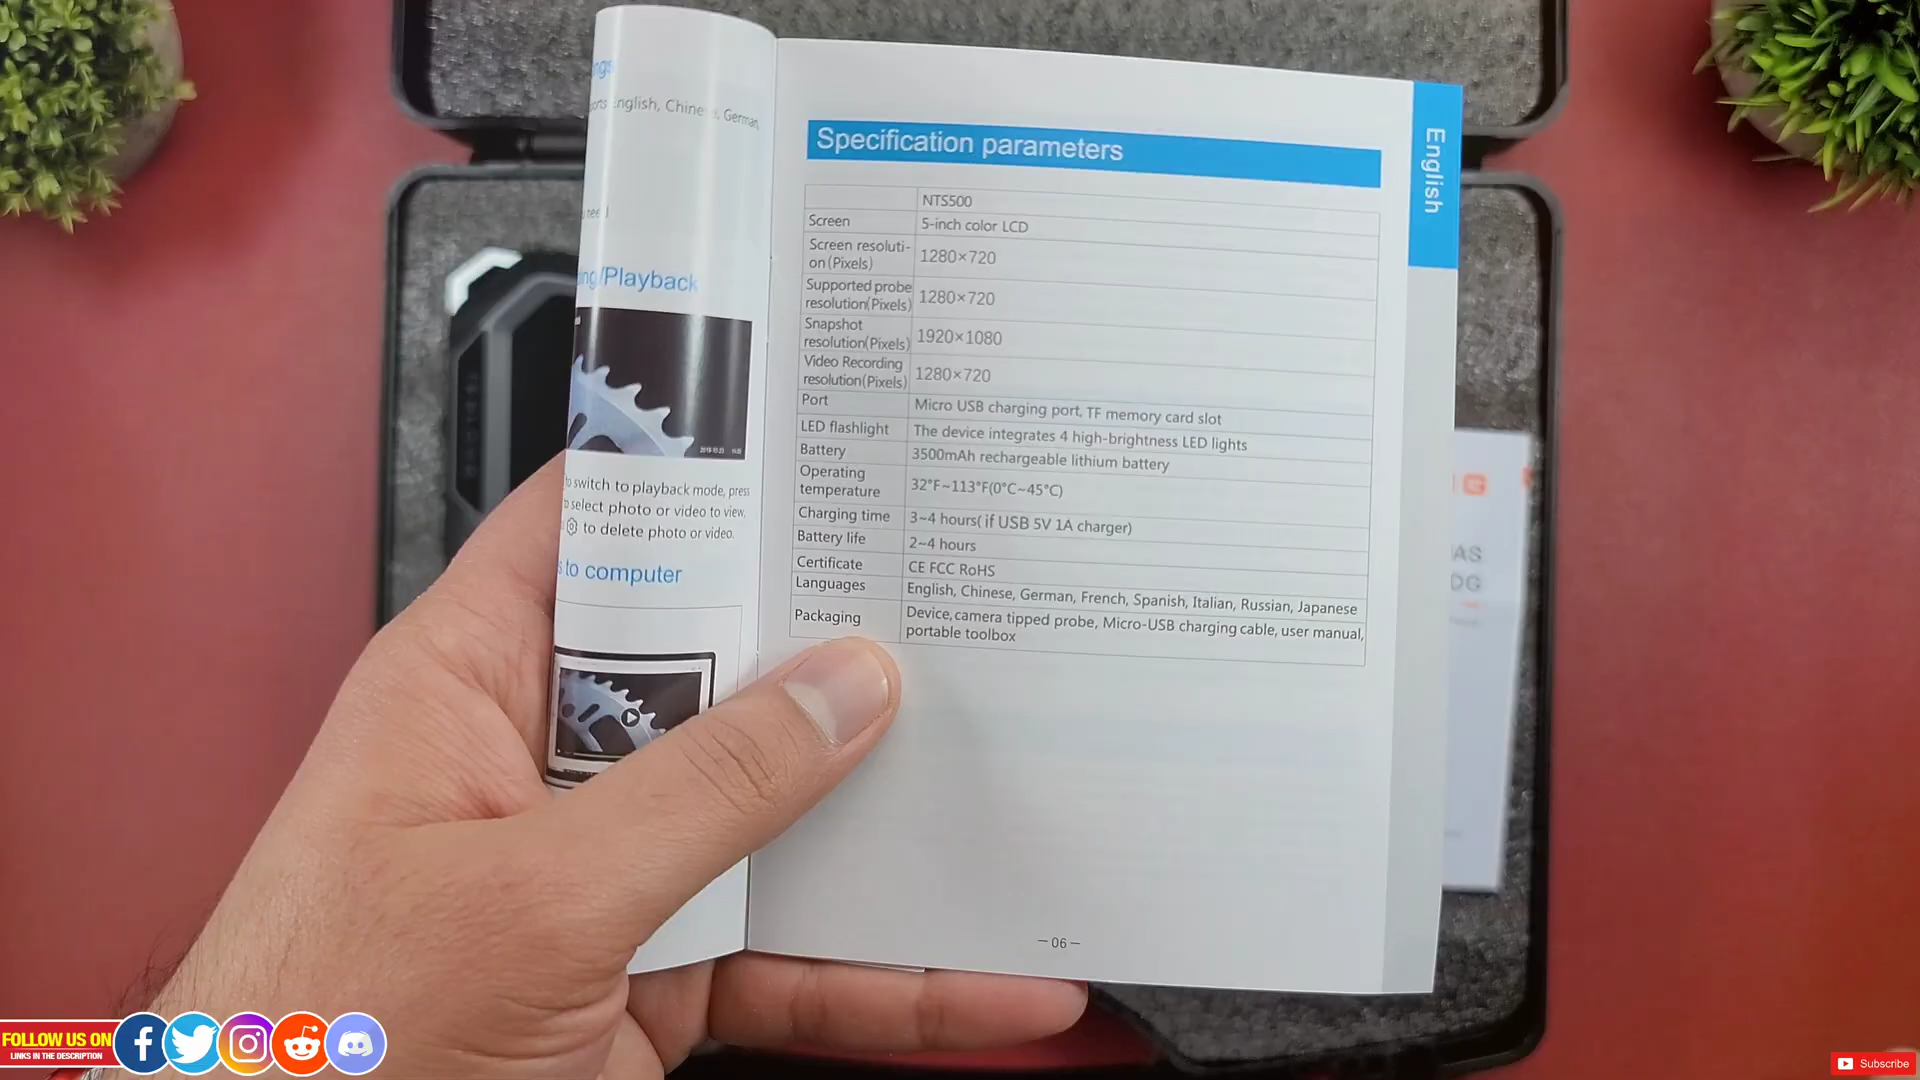 English, Chine
German,
/Playback
to switch to playback mode, press
select photo or video to view,
to delete photo or video.
to computer
Specification parameters
English
NTS500
Screen 5-inch color LCD
Screen resoluti-
on (Pixels) 1280×720
Supported probe
resolution(Pixels) 1280×720
Snapshot
resolution(Pixels) 1920×1080
Video Recording
resolution(Pixels) 1280×720
Port Micro USB charging port, TF memory card slot
LED flashlight The device integrates 4 high-brightness LED lights
Battery 3500mAh rechargeable lithium battery
Operating
temperature 32°F~113°F(0°C~45°C)
Charging time 3~4 hours( if USB 5V 1A charger)
Battery life 2~4 hours
Certificate CE FCC RoHS
Languages English, Chinese, German, French, Spanish, Italian, Russian, Japanese
Packaging Device, camera tipped probe, Micro-USB charging cable, user manual,
portable toolbox
— 06 —
G
AS
OG
FOLLOW US ON
LINKS IN THE DESCRIPTION
Subscribe